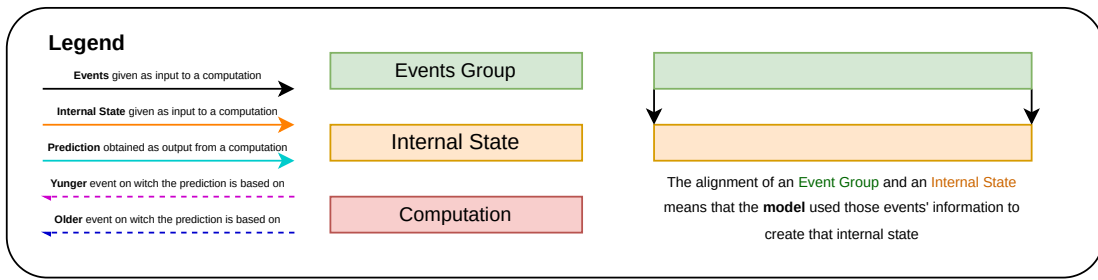 Legend
Events given as input to a computation
Internal State given as input to a computation
Prediction obtained as output from a computation
Yunger event on witch the prediction is based on
Older event on witch the prediction is based on
Events Group
Internal State
Computation
The alignment of an Event Group and an Internal State
means that the model used those events' information to
create that internal state